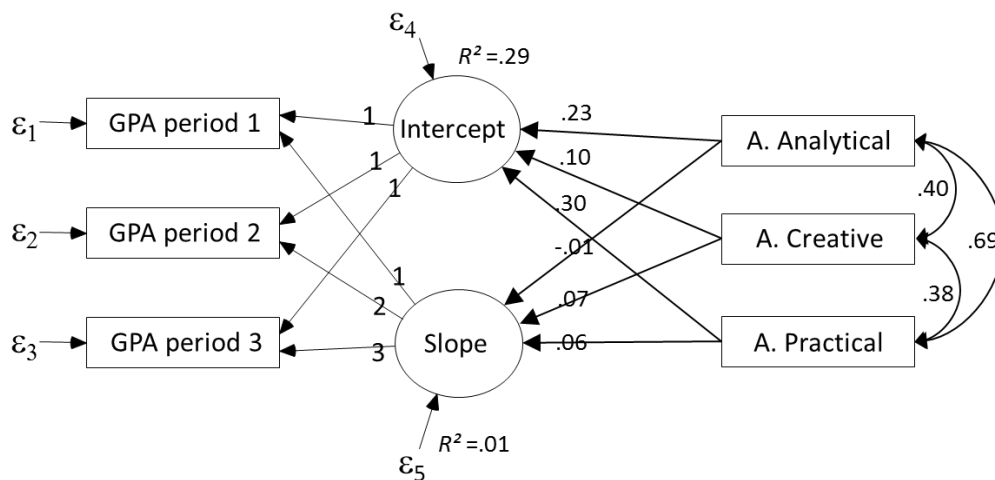 ε4
R² =.29
ε1
GPA period 1
1
Intercept
.23
A. Analytical
1
.10
1
.40
.30
ε2
GPA period 2
-.01
A. Creative
.69
1
.07
.38
2
ε3
GPA period 3
3
Slope
.06
A. Practical
R² =.01
ε5